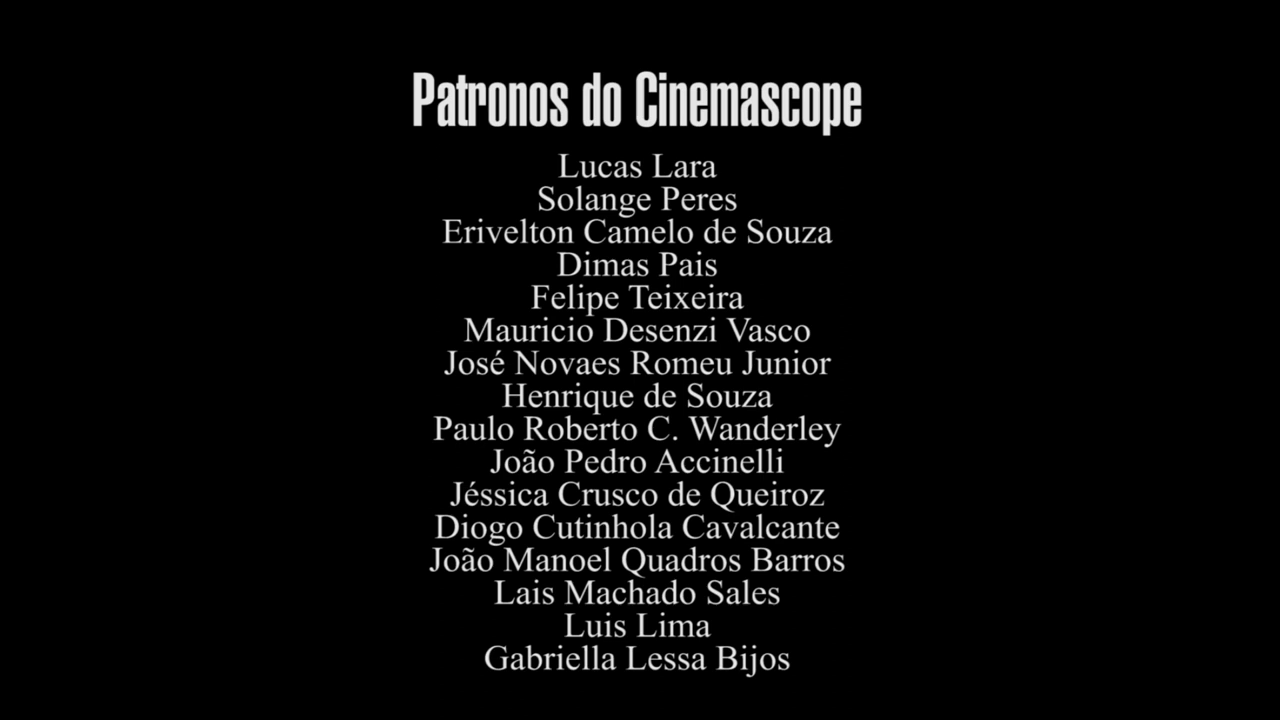 Patronos do Cinemascope
Lucas Lara
Solange Peres
Erivelton Camelo de Souza
Dimas Pais
Felipe Teixeira
Mauricio Desenzi Vasco
José Novaes Romeu Junior
Henrique de Souza
Paulo Roberto C. Wanderley
João Pedro Accinelli
Jéssica Crusco de Queiroz
Diogo Cutinhola Cavalcante
João Manoel Quadros Barros
Lais Machado Sales
Luis Lima
Gabriella Lessa Bijos